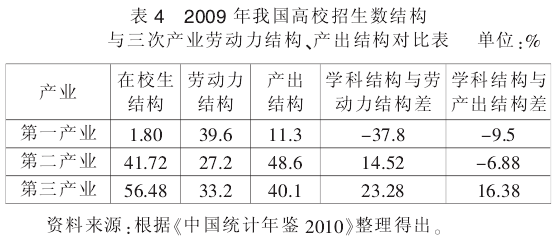 表 4 2009 年我国高校招生数结构
与三次产业劳动力结构、产出结构对比表 单位:%
产业 在校生结构 劳动力结构 产出结构 学科结构与劳动力结构差 学科结构与产出结构差
第一产业 1.80 39.6 11.3 -37.8 -9.5
第二产业 41.72 27.2 48.6 14.52 -6.88
第三产业 56.48 33.2 40.1 23.28 16.38
资料来源:根据《中国统计年鉴 2010》整理得出。